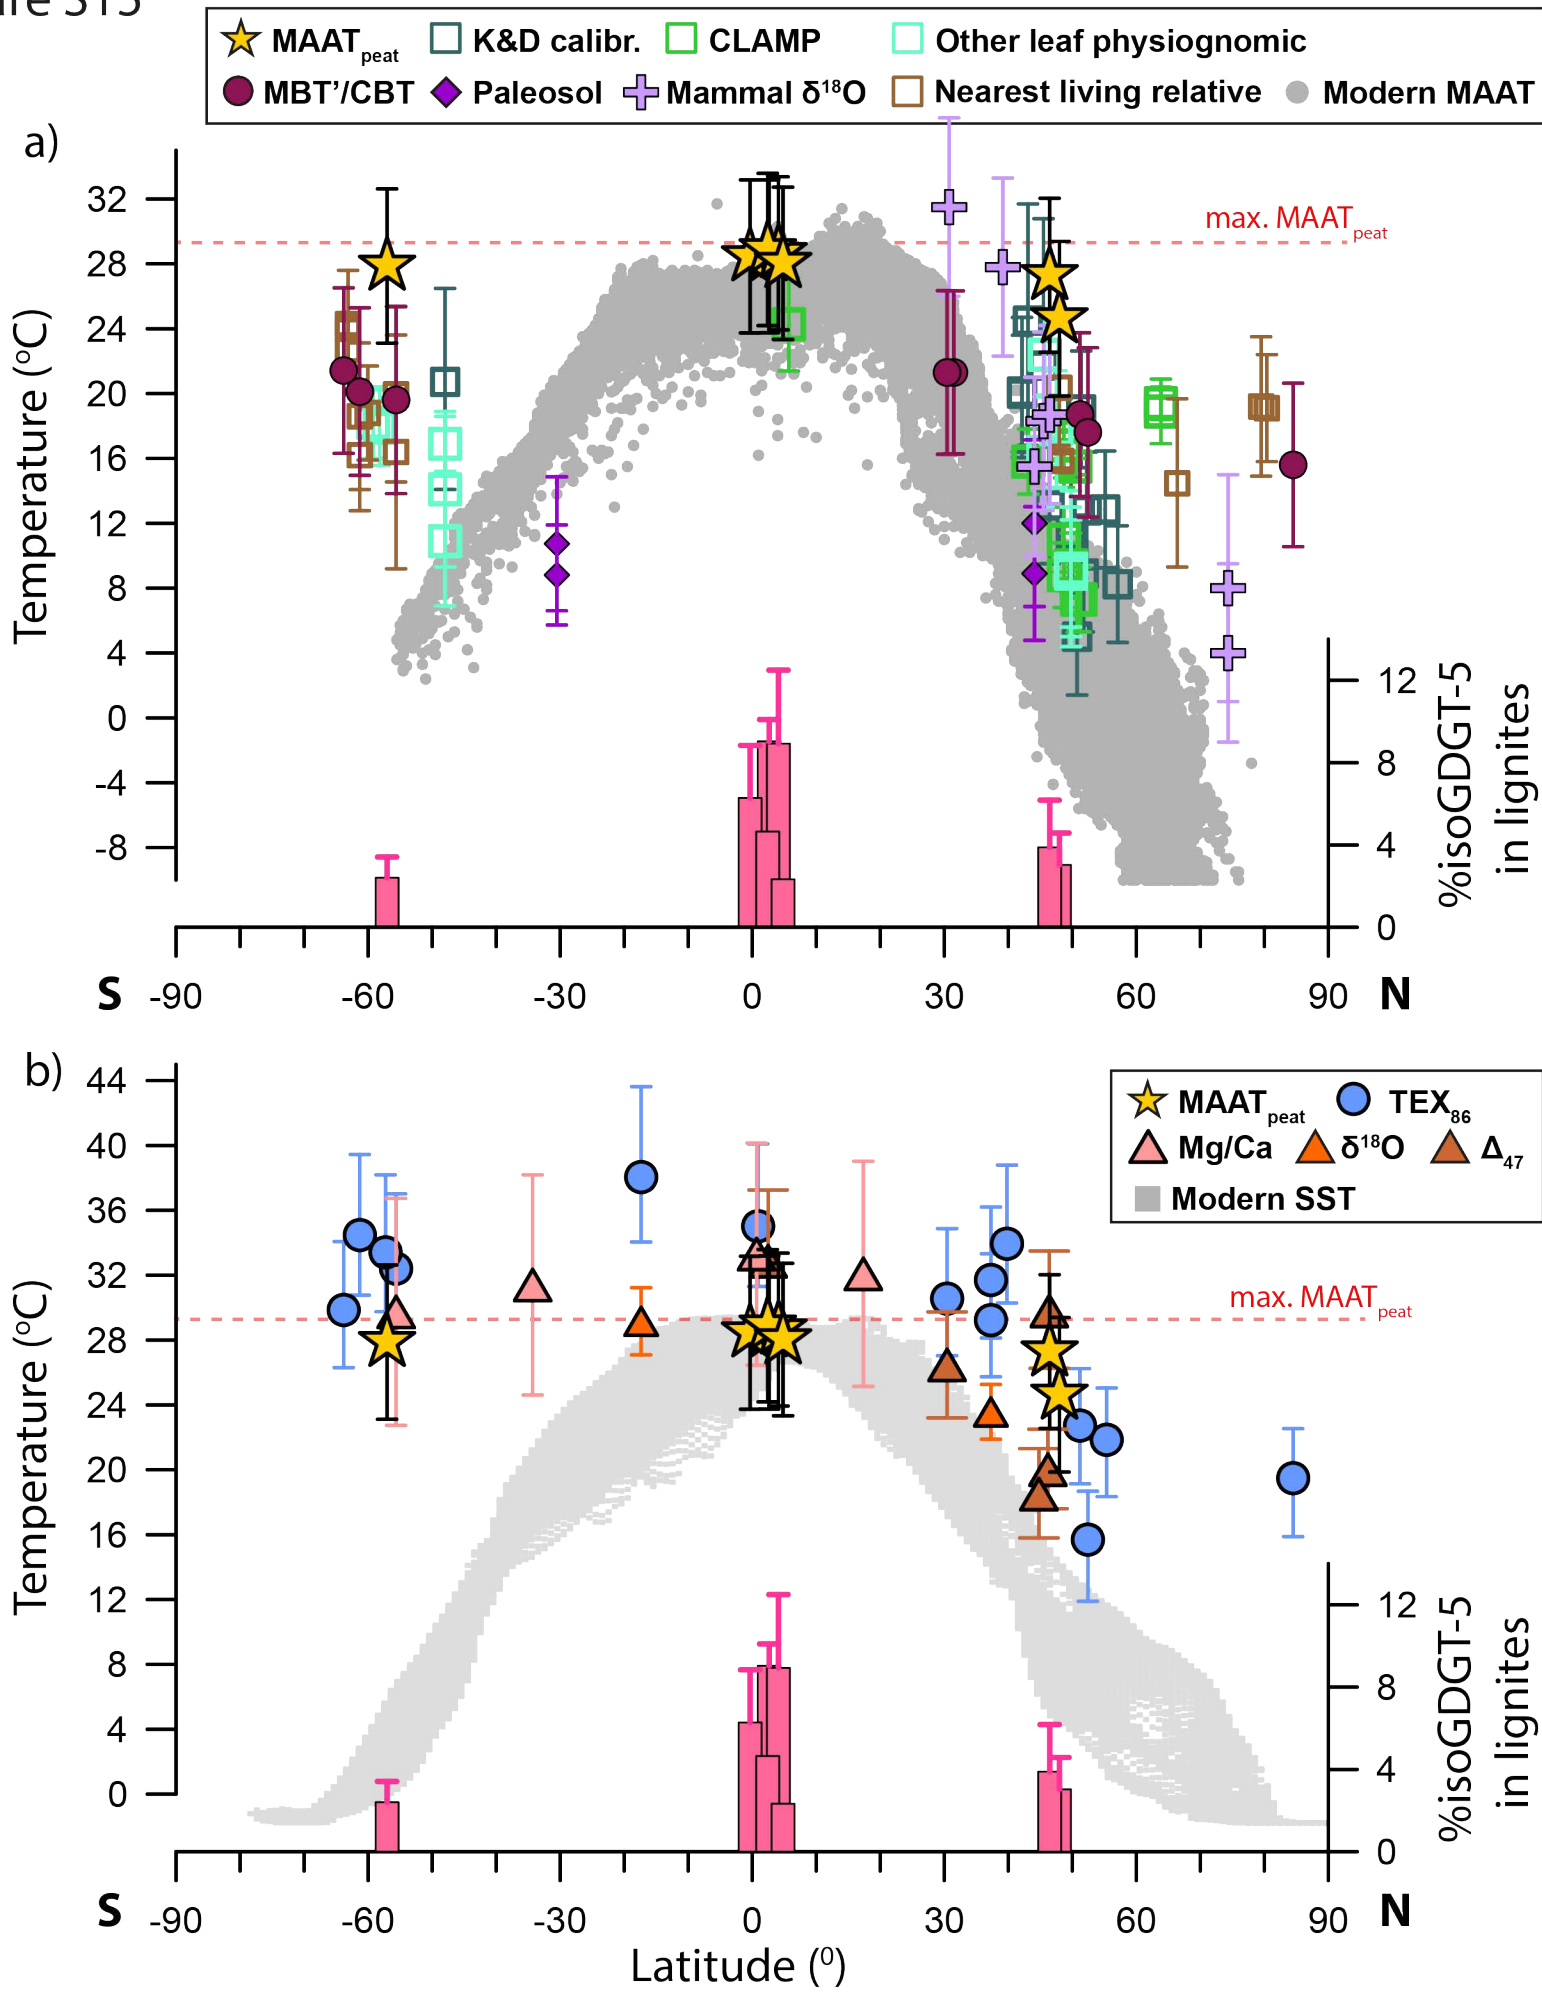 MAATpeat K&D calibr. CLAMP Other leaf physiognomic
MBT’/CBT Paleosol Mammal δ¹⁸O Nearest living relative Modern MAAT
a)
Temperature (ºC)
32
28
24
20
16
12
8
4
0
-4
-8
max. MAATpeat
12
8
4
0
%isoGDGT-5
in lignites
S -90 -60 -30 0 30 60 90 N
b)
MAATpeat TEX₈₆
Mg/Ca δ¹⁸O Δ₄₇
Modern SST
Temperature (ºC)
44
40
36
32
28
24
20
16
12
8
4
0
max. MAATpeat
12
8
4
0
%isoGDGT-5
in lignites
S -90 -60 -30 0 30 60 90 N
Latitude (⁰)